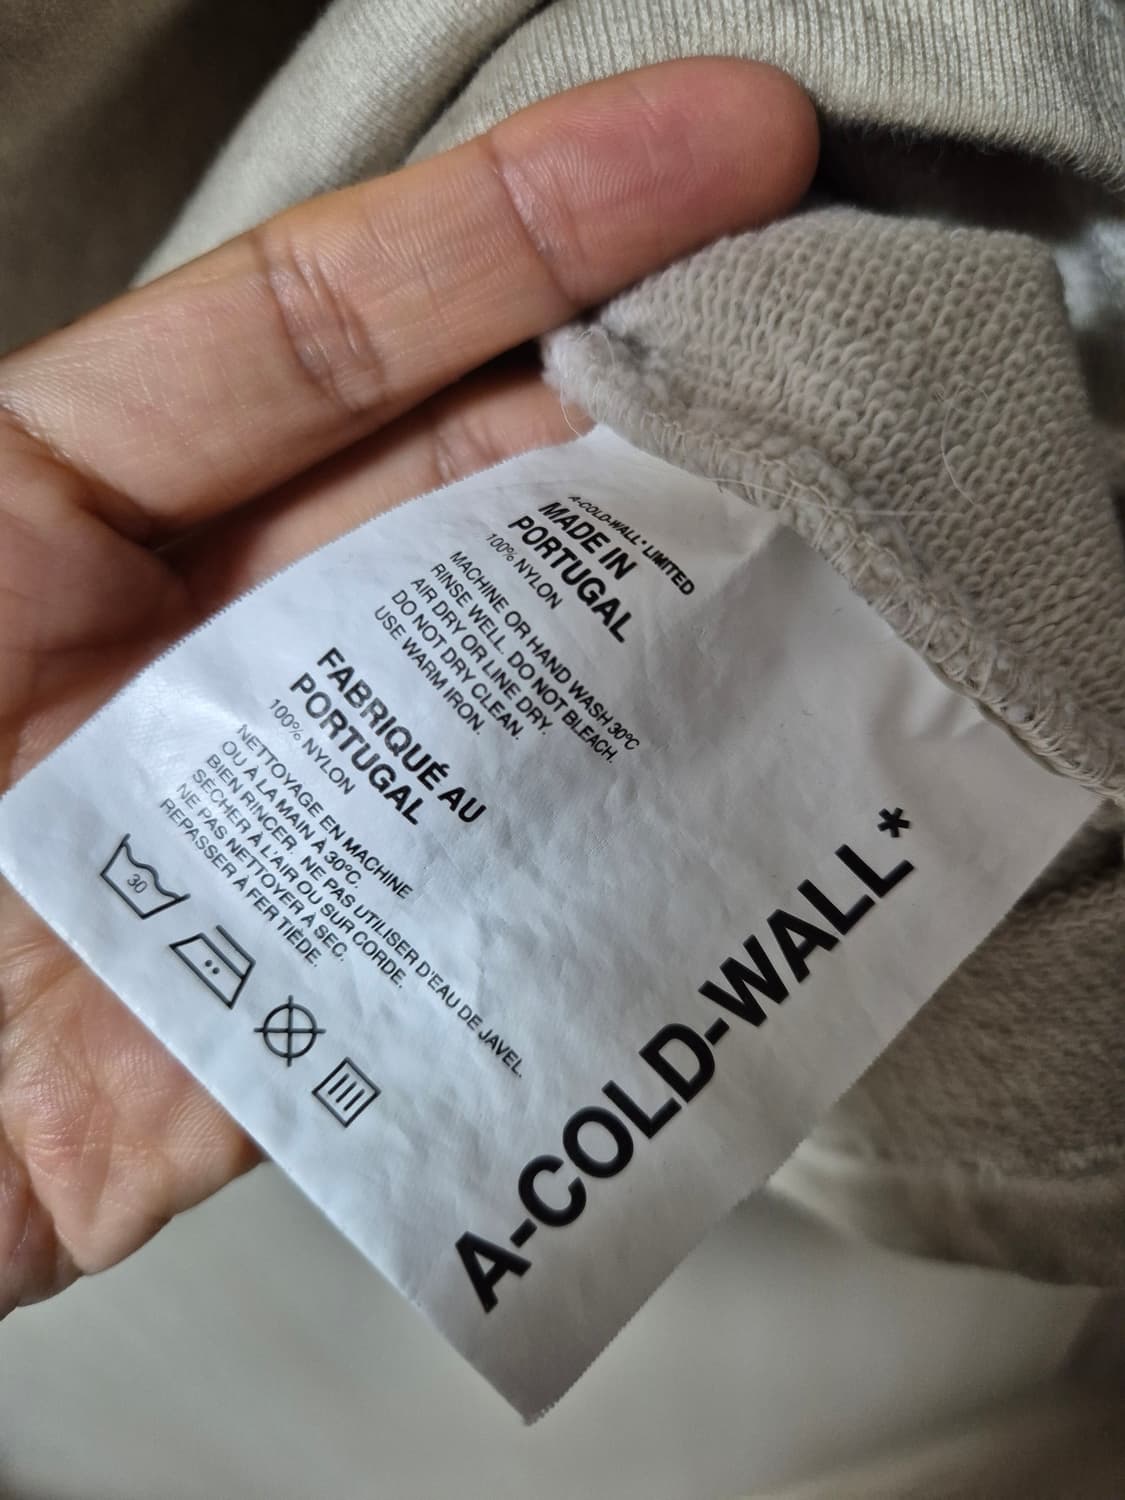 A-COLD-WALL* LIMITED
MADE IN
PORTUGAL
100% NYLON
MACHINE OR HAND WASH 30°C
RINSE WELL. DO NOT BLEACH.
AIR DRY OR LINE DRY.
DO NOT DRY CLEAN.
USE WARM IRON.
FABRIQUÉ AU
PORTUGAL
100% NYLON
NETTOYAGE EN MACHINE
OU À LA MAIN À 30°C.
BIEN RINCER. NE PAS UTILISER D'EAU DE JAVEL.
SÉCHER À L'AIR OU SUR CORDE.
NE PAS NETTOYER À SEC.
REPASSER À FER TIÈDE.
30
A-COLD-WALL*